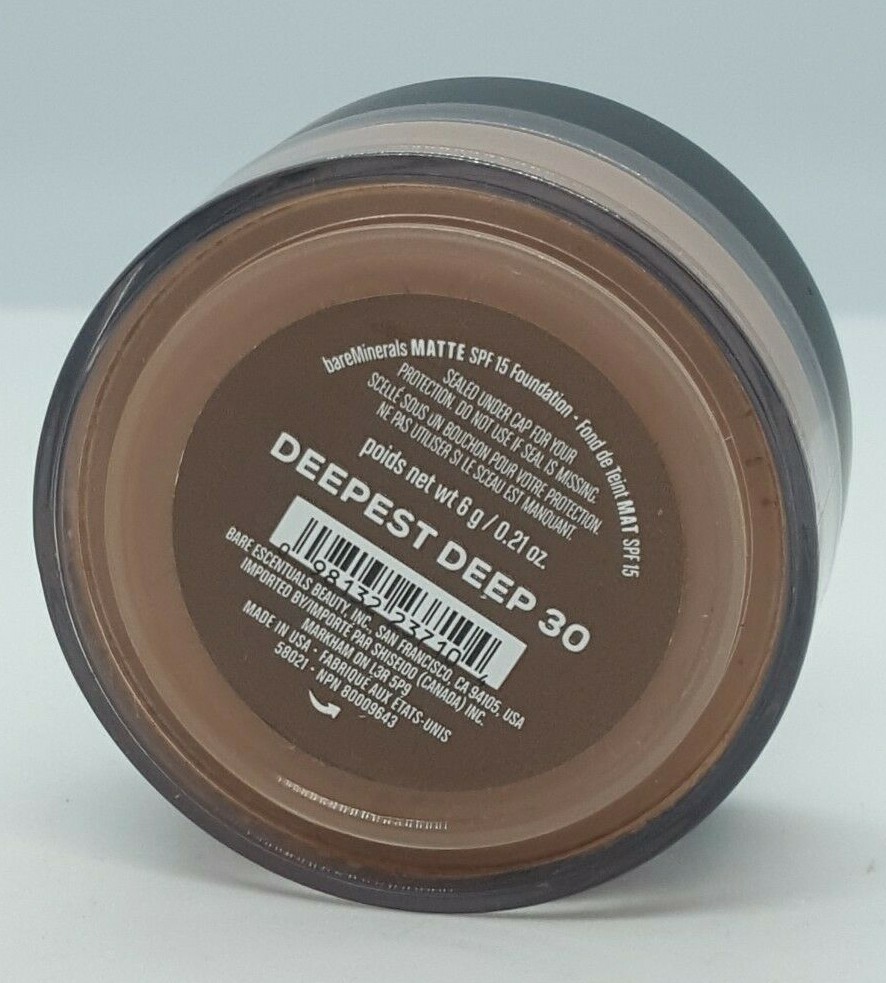 bareMinerals MATTE SPF 15 Foundation • Fond de Teint MAT SPF 15
SEALED UNDER CAP FOR YOUR
PROTECTION. DO NOT USE IF SEAL IS MISSING.
SCELLÉ SOUS UN BOUCHON POUR VOTRE PROTECTION.
NE PAS UTILISER SI LE SCEAU EST MANQUANT.
poids net wt 6 g / 0.21 oz.
DEEPEST DEEP 30
98132 23710
BARE ESCENTUALS BEAUTY, INC., SAN FRANCISCO, CA 94105, USA
IMPORTED BY/IMPORTÉ PAR SHISEIDO (CANADA) INC.
MARKHAM ON L3R 5P9
MADE IN USA • FABRIQUE AUX ÉTATS-UNIS
58021 • NPN 80009643